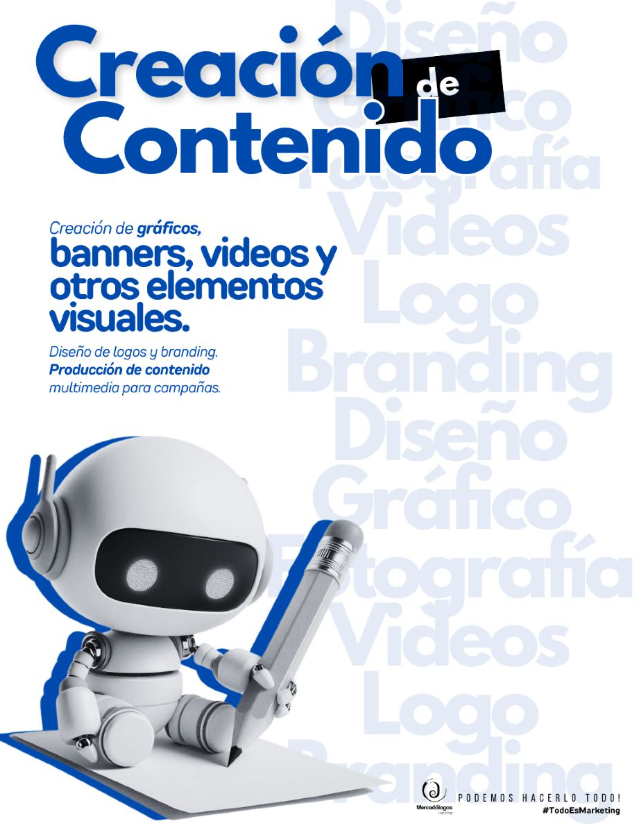 Creación de
Contenido
Creación de gráficos,
banners, videos y
otros elementos
visuales.
Diseño de logos y branding.
Producción de contenido
multimedia para campañas.
Diseño
Gráfico
Fotografía
Videos
Logo
Branding
Diseño
Gráfico
Fotografía
Videos
Logo
Branding
Mercadólogos
PODEMOS HACERLO TODO!
#TodoEsMarketing